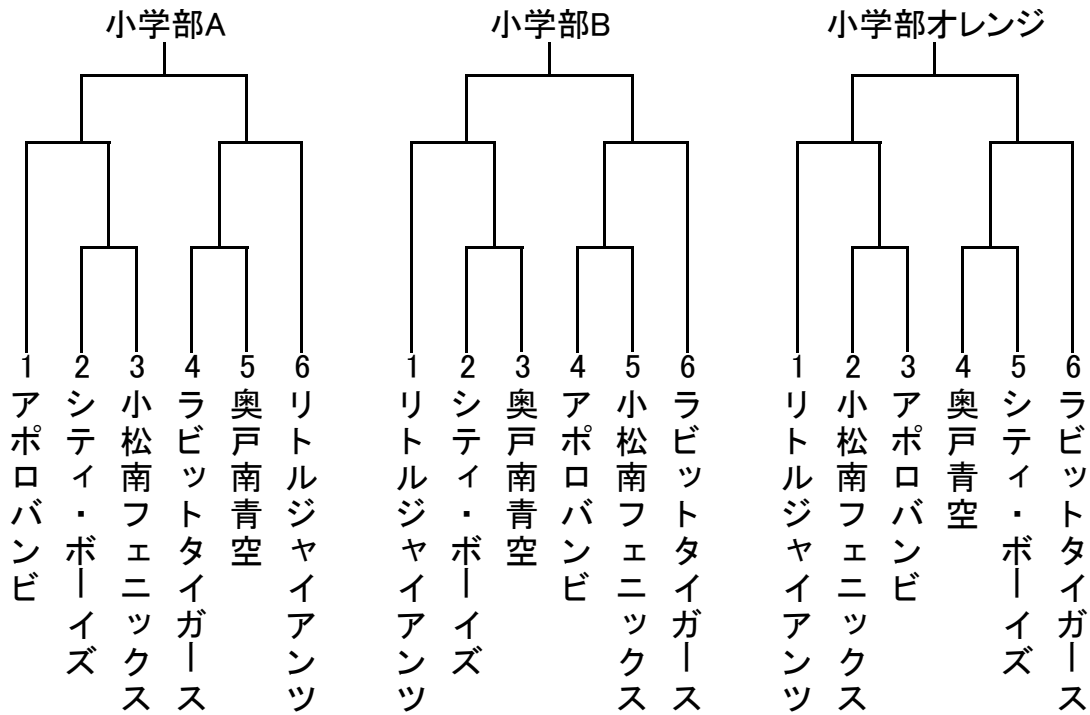 小学部A
1 アポロバンビ
2 シティ・ボーイズ
3 小松南フェニックス
4 ラビットタイガース
5 奥戸南青空
6 リトルジャイアンツ
小学部B
1 リトルジャイアンツ
2 シティ・ボーイズ
3 奥戸南青空
4 アポロバンビ
5 小松南フェニックス
6 ラビットタイガース
小学部オレンジ
1 リトルジャイアンツ
2 小松南フェニックス
3 アポロバンビ
4 奥戸青空
5 シティ・ボーイズ
6 ラビットタイガース